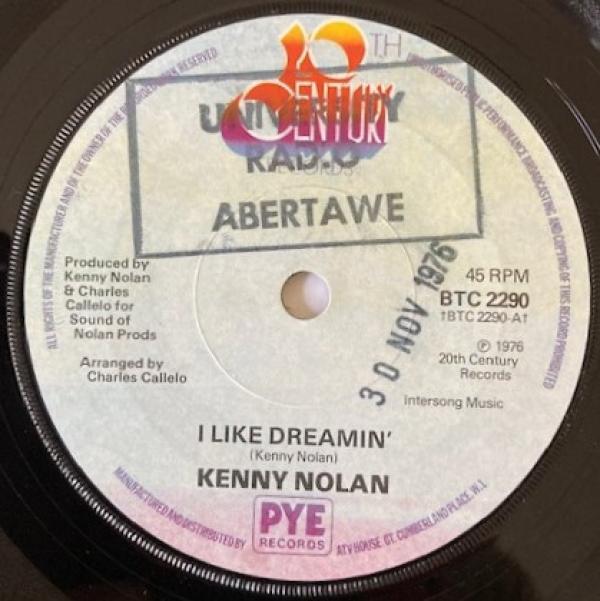 20TH
CENTURY
RECORDS
UNIVERSITY
RADIO
ABERTAWE
30 NOV 1976
Produced by
Kenny Nolan
& Charles
Callelo for
Sound of
Nolan Prods
Arranged by
Charles Callelo
45 RPM
BTC 2290
†BTC 2290-A†
℗ 1976
20th Century
Records
Intersong Music
I LIKE DREAMIN'
(Kenny Nolan)
KENNY NOLAN
PYE
RECORDS
ALL RIGHTS OF THE MANUFACTURER AND OF THE OWNER OF THE RECORDED WORK RESERVED
UNAUTHORISED PUBLIC PERFORMANCE BROADCASTING AND COPYING OF THIS RECORD PROHIBITED
MANUFACTURED AND DISTRIBUTED BY
ATV HOUSE GT. CUMBERLAND PLACE, W.1.